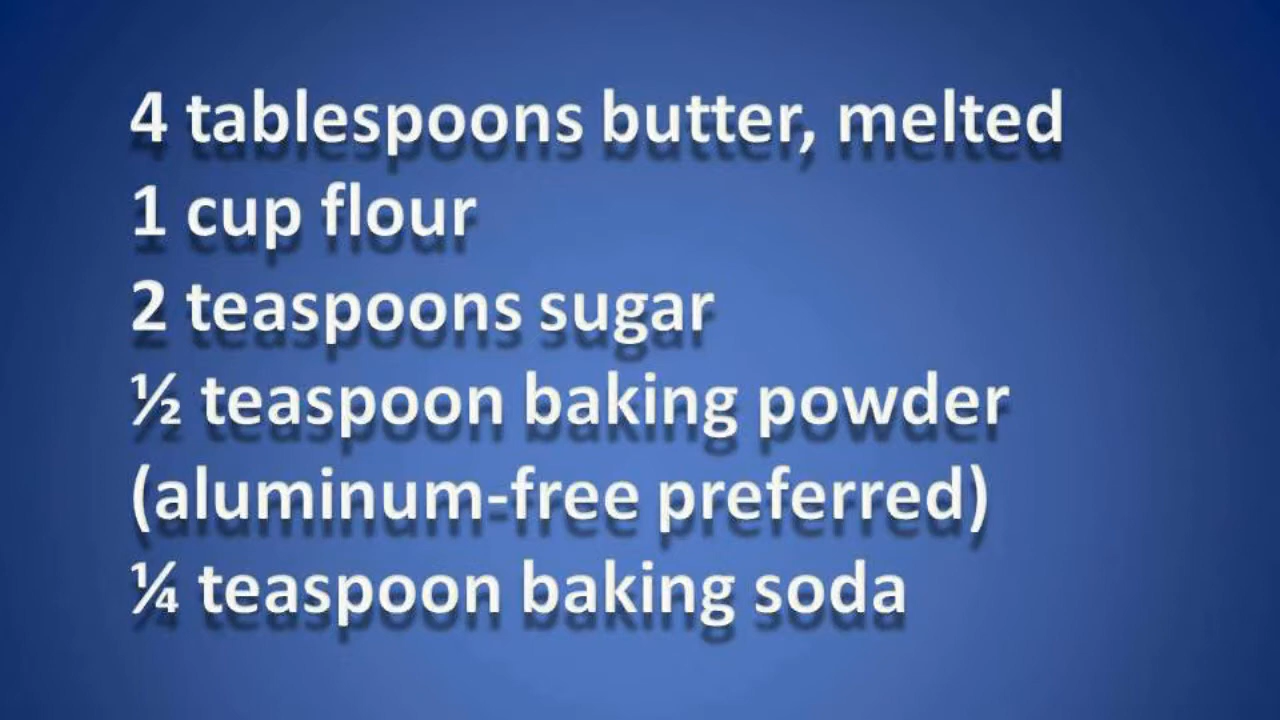 4 tablespoons butter, melted
1 cup flour
2 teaspoons sugar
½ teaspoon baking powder
(aluminum-free preferred)
¼ teaspoon baking soda